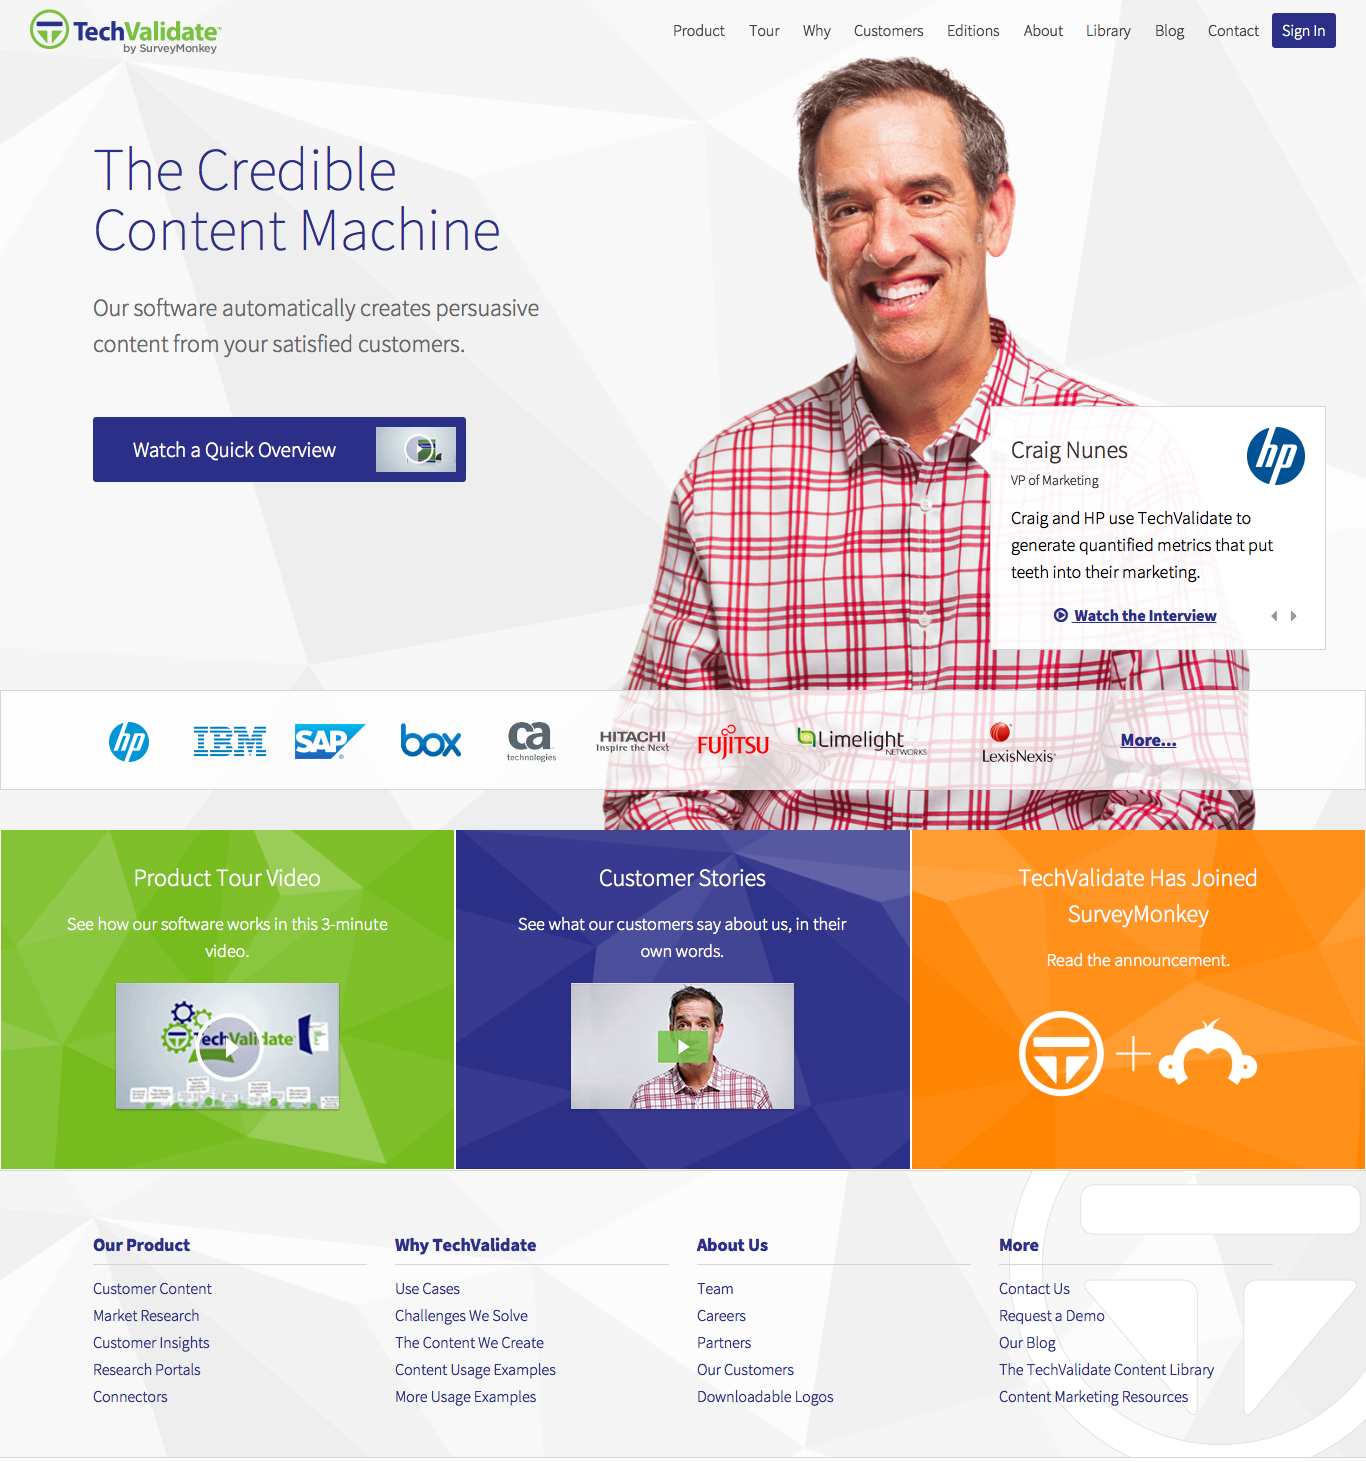 TechValidate™
by SurveyMonkey
Product Tour Why Customers Editions About Library Blog Contact Sign In
The Credible
Content Machine
Our software automatically creates persuasive
content from your satisfied customers.
Watch a Quick Overview
Craig Nunes
VP of Marketing
hp
Craig and HP use TechValidate to
generate quantified metrics that put
teeth into their marketing.
Watch the Interview
hp
IBM
SAP
box
ca
technologies
HITACHI
Inspire the Next
FUJITSU
Limelight
NETWORKS
LexisNexis®
More...
Product Tour Video
See how our software works in this 3-minute
video.
TechValidate
Customer Stories
See what our customers say about us, in their
own words.
TechValidate Has Joined
SurveyMonkey
Read the announcement.
Our Product
Customer Content
Market Research
Customer Insights
Research Portals
Connectors
Why TechValidate
Use Cases
Challenges We Solve
The Content We Create
Content Usage Examples
More Usage Examples
About Us
Team
Careers
Partners
Our Customers
Downloadable Logos
More
Contact Us
Request a Demo
Our Blog
The TechValidate Content Library
Content Marketing Resources